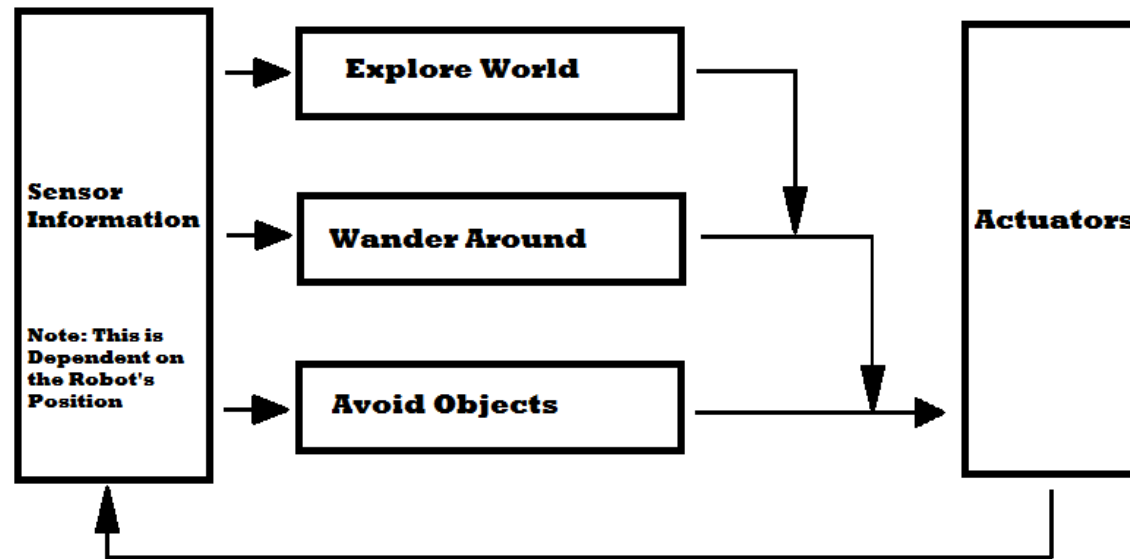 Explore World
Sensor
Information
Wander Around
Actuators
Note: This is
Dependent on
the Robot's
Position
Avoid Objects